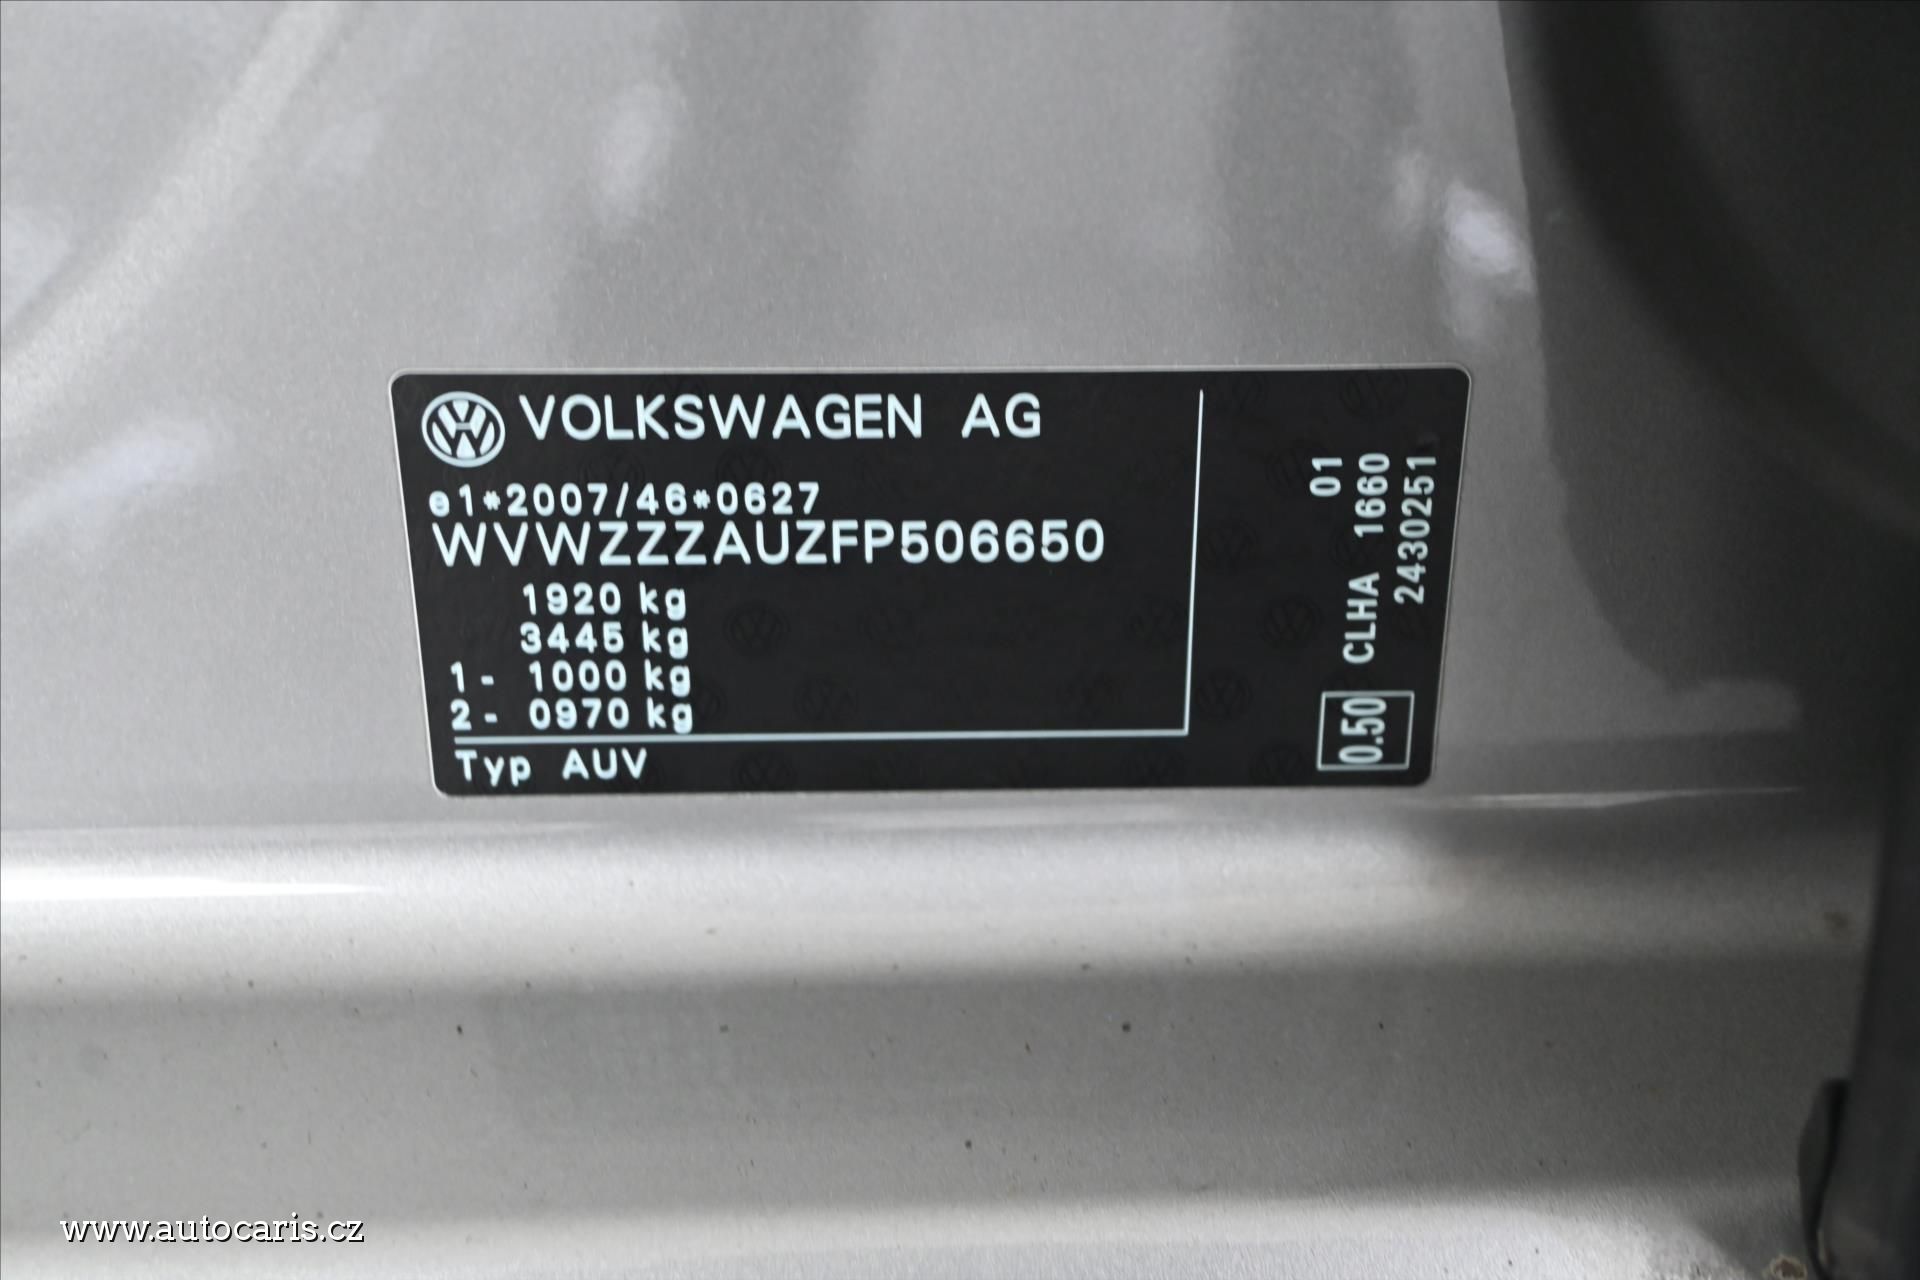 VOLKSWAGEN AG
e1*2007/46*0627
WVWZZZAUZFP506650
1920 kg
3445 kg
1- 1000 kg
2- 0970 kg
Typ AUV
01
CLHA 1660
2430251
0.50
www.autocaris.cz